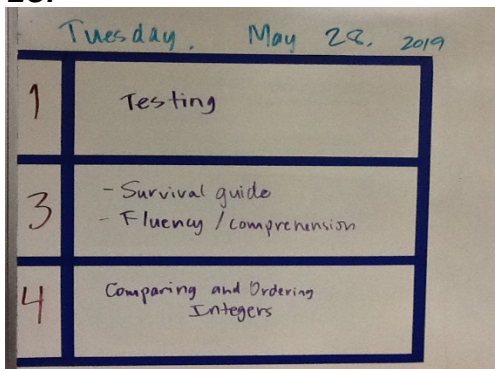 Tuesday. May 28, 2019
1 Testing
3 - Survival guide
- Fluency / comprehension
4 Comparing and Ordering
Integers